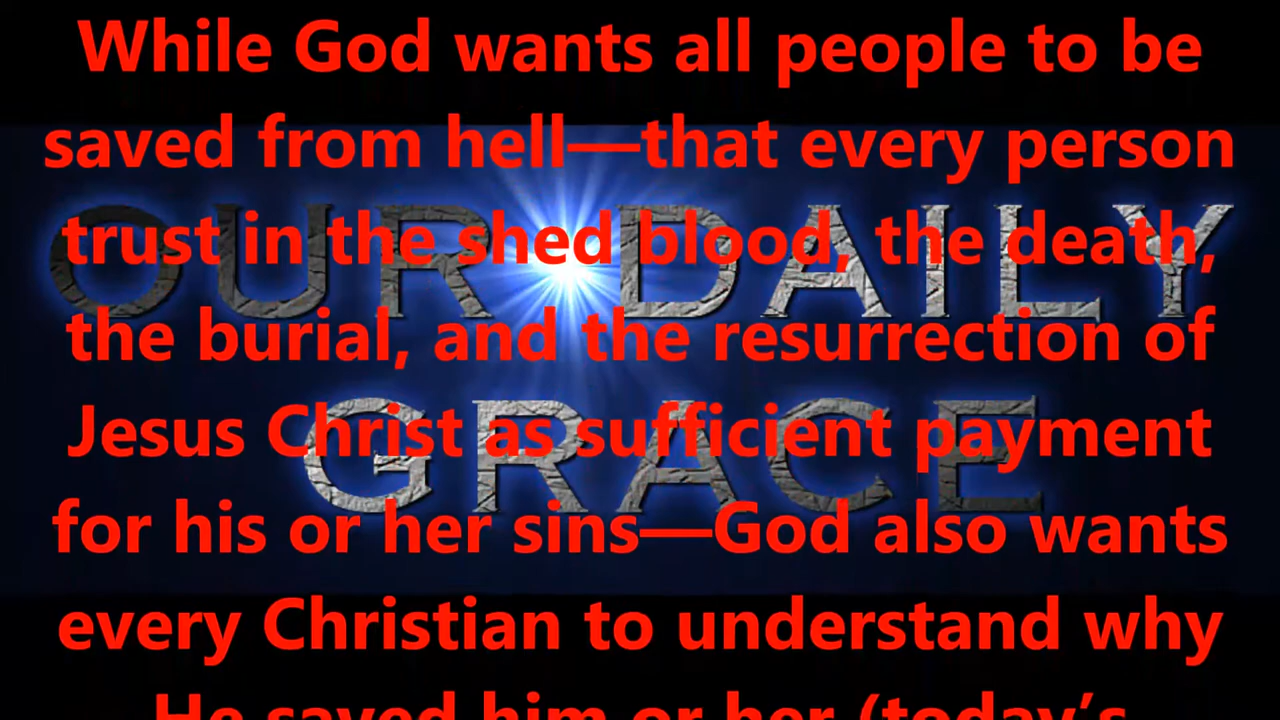 While God wants all people to be
saved from hell—that every person
trust in the shed blood, the death,
the burial, and the resurrection of
Jesus Christ as sufficient payment
for his or her sins—God also wants
every Christian to understand why
He saved him or her (today's
OUR DAILY
GRACE